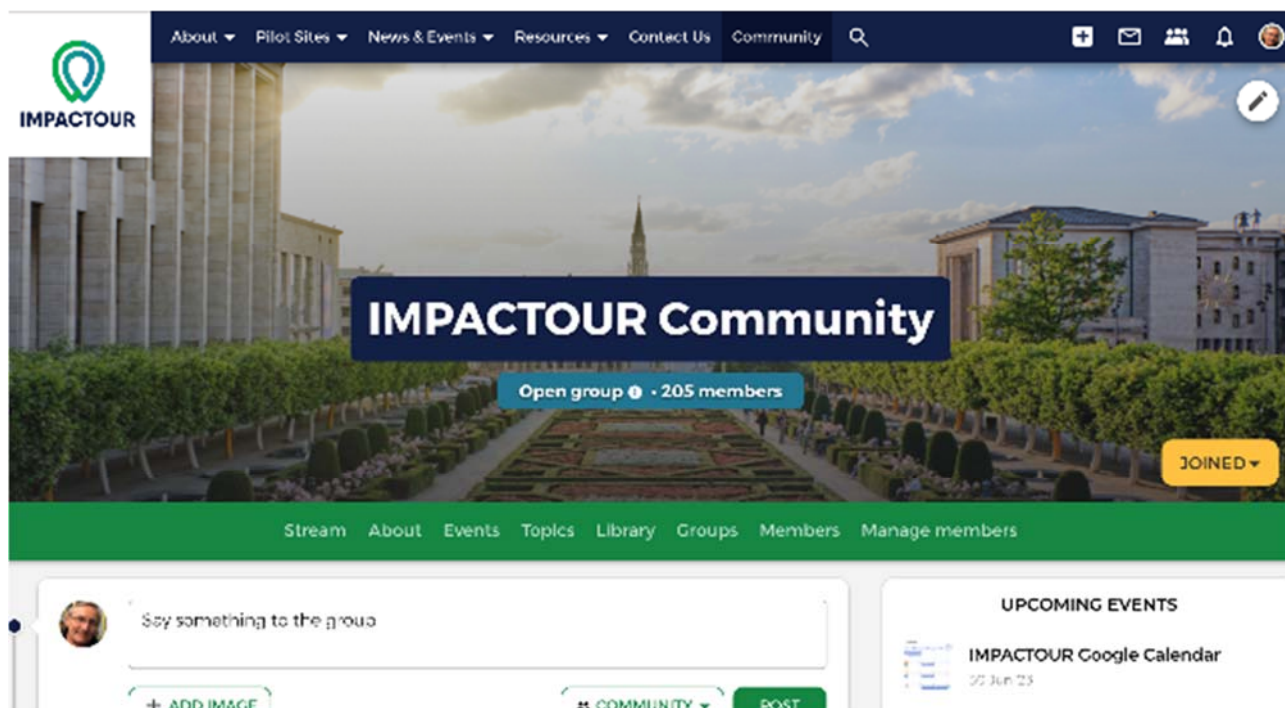 About Pilot Sites News & Events Resources Contact Us Community
IMPACTOUR
IMPACTOUR Community
Open group • 205 members
JOINED
Stream About Events Topics Library Groups Members Manage members
Say something to the group
UPCOMING EVENTS
IMPACTOUR Google Calendar
Jun '23
+ ADD IMAGE
COMMUNITY
POST